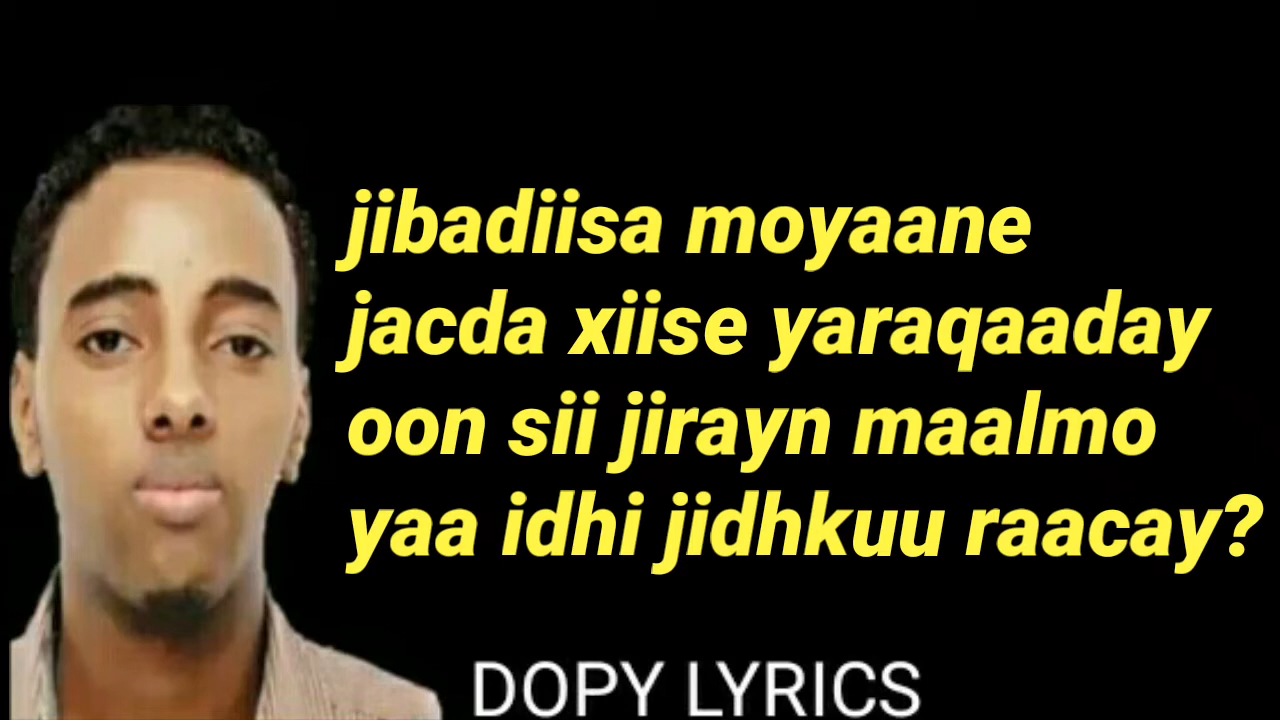 jibadiisa moyaane
jacda xiise yaraqaaday
oon sii jirayn maalmo
yaa idhi jidhkuu raacay?
DOPY LYRICS